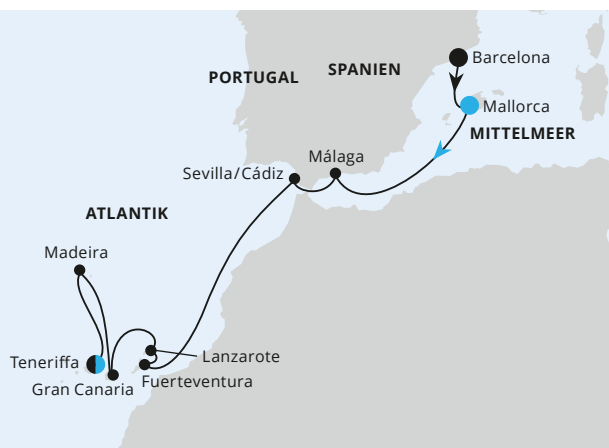 Barcelona
SPANIEN
PORTUGAL
Mallorca
MITTELMEER
Málaga
Sevilla/Cádiz
ATLANTIK
Madeira
Lanzarote
Teneriffa
Fuerteventura
Gran Canaria